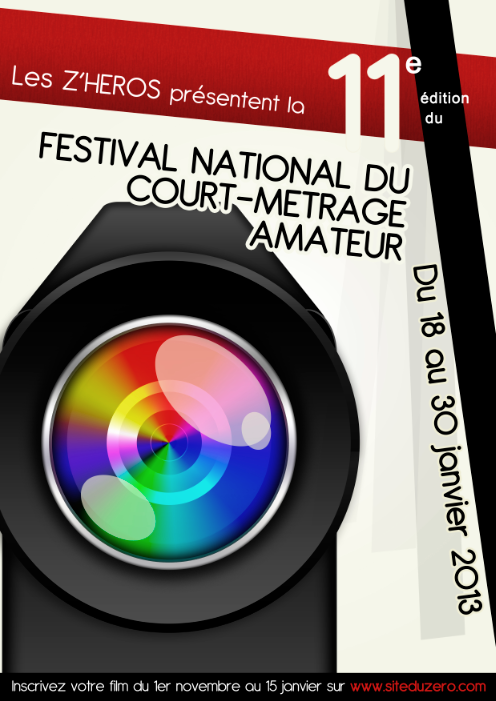 Les Z'HEROS présentent la
11e
édition
du
FESTIVAL NATIONAL DU
COURT-METRAGE
AMATEUR
Du 18 au 30 janvier 2013
Inscrivez votre film du 1er novembre au 15 janvier sur www.siteduzero.com